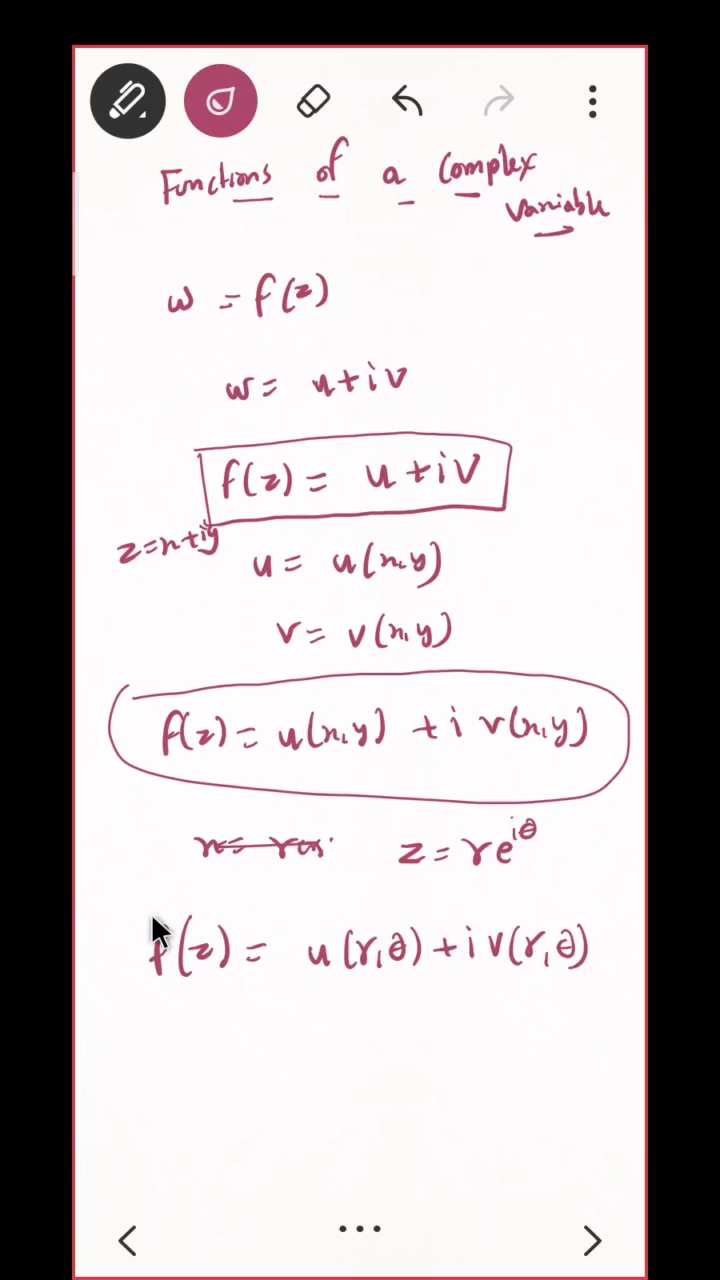 Functions of a Complex
Variable
w = f(z)
w = u+iv
f(z) = u+iv
z=x+iy
u = u(x,y)
v = v(x,y)
f(z) = u(x,y) + i v(x,y)
z = re^{iθ}
f(z) = u(r,θ) + i v(r,θ)